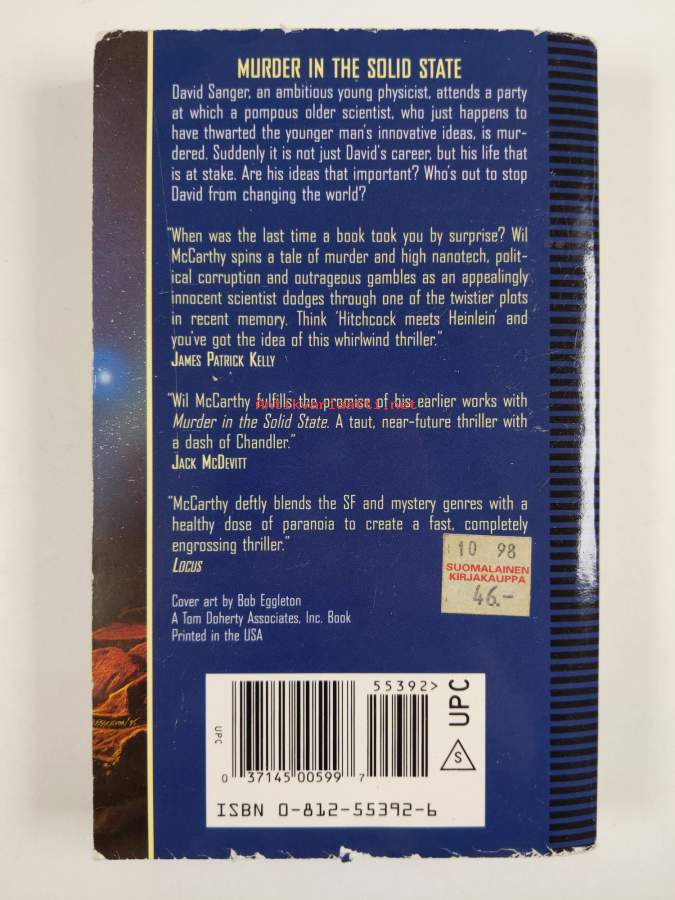 MURDER IN THE SOLID STATE
David Sanger, an ambitious young physicist, attends a party
at which a pompous older scientist, who just happens to
have thwarted the younger man's innovative ideas, is mur-
dered. Suddenly it is not just David's career, but his life that
is at stake. Are his ideas that important? Who's out to stop
David from changing the world?
"When was the last time a book took you by surprise? Wil
McCarthy spins a tale of murder and high nanotech, polit-
ical corruption and outrageous gambles as an appealingly
innocent scientist dodges through one of the twistier plots
in recent memory. Think 'Hitchcock meets Heinlein' and
you've got the idea of this whirlwind thriller."
JAMES PATRICK KELLY
"Wil McCarthy fulfills the promise of his earlier works with
Murder in the Solid State. A taut, near-future thriller with
a dash of Chandler."
JACK MCDEVITT
"McCarthy deftly blends the SF and mystery genres with a
healthy dose of paranoia to create a fast, completely
engrossing thriller."
LOCUS
10 98
SUOMALAINEN
KIRJAKAUPPA
46.-
Cover art by Bob Eggleton
A Tom Doherty Associates, Inc. Book
Printed in the USA
55392>
UPC
S
UPC
0 37145 00599 7
ISBN 0-812-55392-6